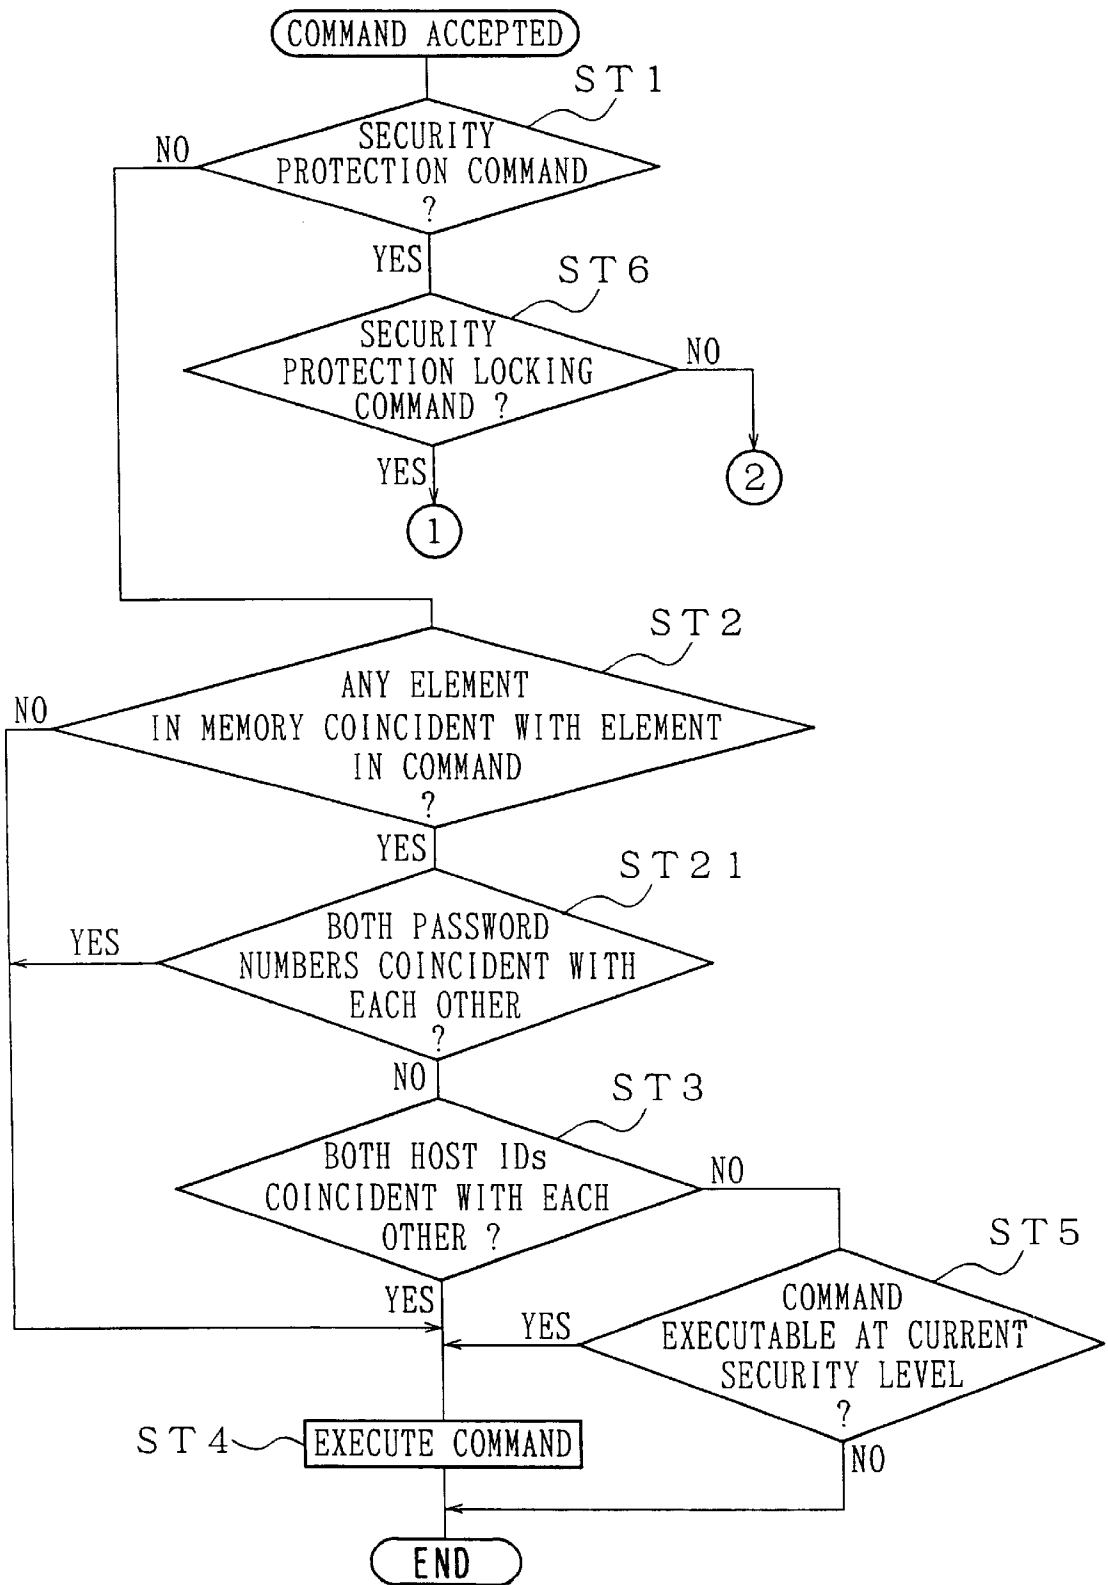 COMMAND ACCEPTED
ST1
NO
SECURITY
PROTECTION COMMAND
?
YES
ST6
SECURITY
PROTECTION LOCKING
COMMAND ?
NO
YES
2
1
ST2
NO
ANY ELEMENT
IN MEMORY COINCIDENT WITH ELEMENT
IN COMMAND
?
YES
ST21
YES
BOTH PASSWORD
NUMBERS COINCIDENT WITH
EACH OTHER
?
NO
ST3
BOTH HOST IDs
COINCIDENT WITH EACH
OTHER ?
NO
YES
ST5
YES
COMMAND
EXECUTABLE AT CURRENT
SECURITY LEVEL
?
NO
ST4
EXECUTE COMMAND
END